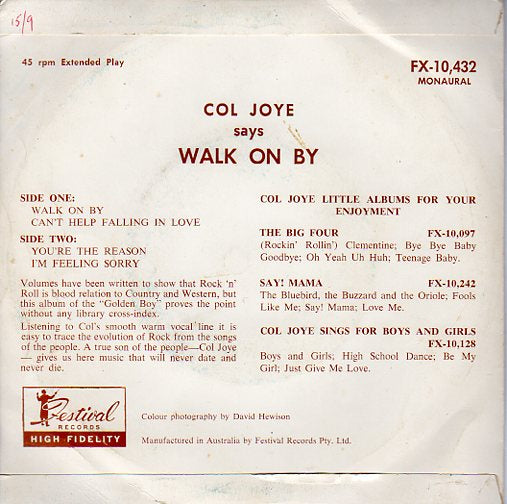 15/9
45 rpm Extended Play
FX-10,432
MONAURAL
COL JOYE
says
WALK ON BY
SIDE ONE:
WALK ON BY
CAN'T HELP FALLING IN LOVE
SIDE TWO:
YOU'RE THE REASON
I'M FEELING SORRY
Volumes have been written to show that Rock 'n'
Roll is blood relation to Country and Western, but
this album of the "Golden Boy" proves the point
without any library cross-index.
Listening to Col's smooth warm vocal line it is
easy to trace the evolution of Rock from the songs
of the people. A true son of the people—Col Joye
— gives us here music that will never date and
never die.
COL JOYE LITTLE ALBUMS FOR YOUR
ENJOYMENT
THE BIG FOUR FX-10,097
(Rockin' Rollin') Clementine; Bye Bye Baby
Goodbye; Oh Yeah Uh Huh; Teenage Baby.
SAY! MAMA FX-10,242
The Bluebird, the Buzzard and the Oriole; Fools
Like Me; Say! Mama; Love Me.
COL JOYE SINGS FOR BOYS AND GIRLS
FX-10,128
Boys and Girls; High School Dance; Be My
Girl; Just Give Me Love.
Festival
RECORDS
HIGH FIDELITY
Colour photography by David Hewison
Manufactured in Australia by Festival Records Pty. Ltd.